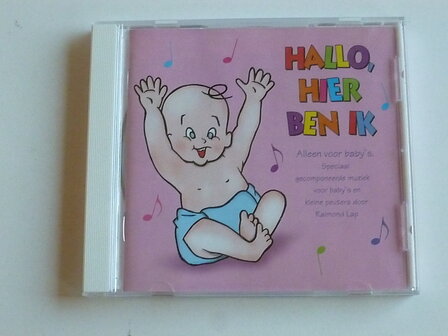 HALLO,
HIER
BEN IK
Alleen voor baby's.
Speciaal
gecomponeerde muziek
voor baby's en
kleine peuters door
Raimond Lap